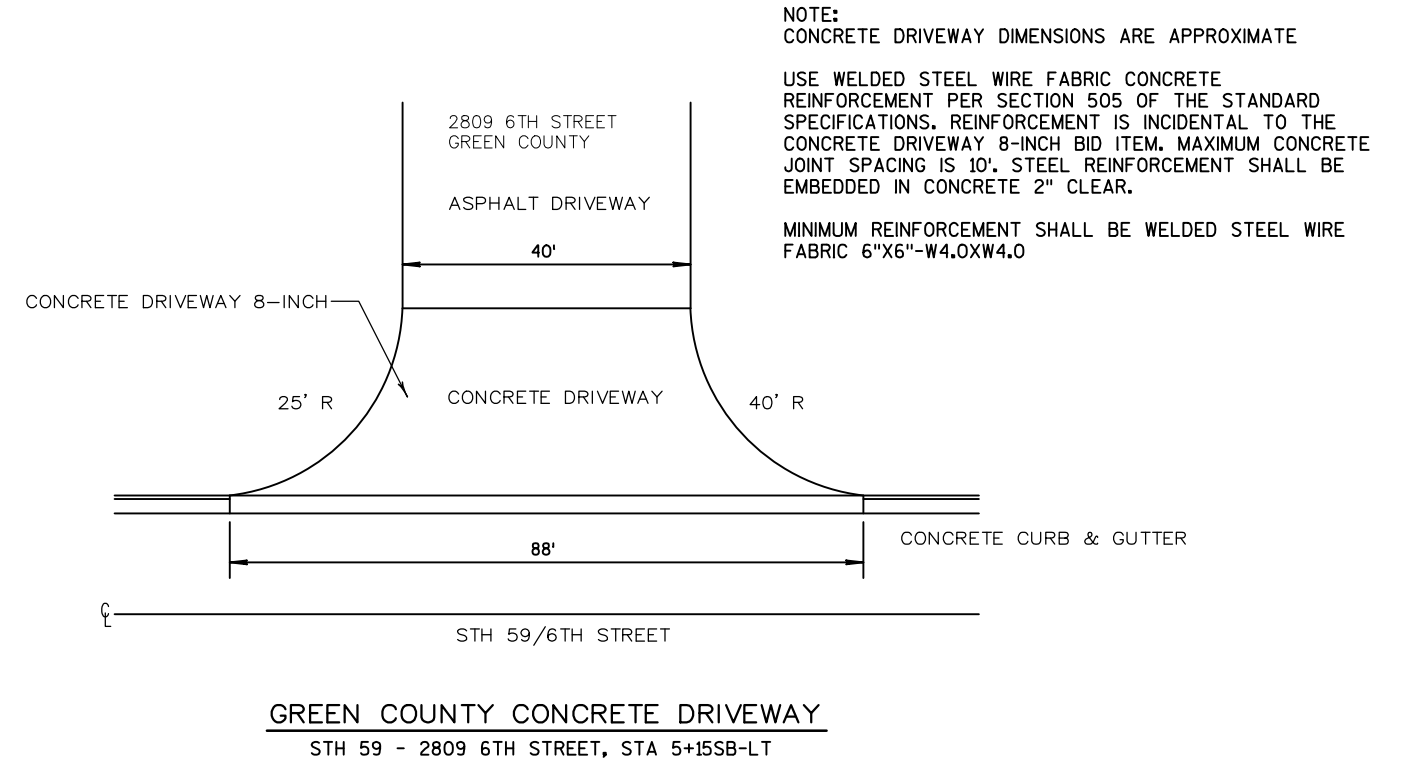 NOTE:
CONCRETE DRIVEWAY DIMENSIONS ARE APPROXIMATE
USE WELDED STEEL WIRE FABRIC CONCRETE
REINFORCEMENT PER SECTION 505 OF THE STANDARD
SPECIFICATIONS. REINFORCEMENT IS INCIDENTAL TO THE
CONCRETE DRIVEWAY 8-INCH BID ITEM. MAXIMUM CONCRETE
JOINT SPACING IS 10'. STEEL REINFORCEMENT SHALL BE
EMBEDDED IN CONCRETE 2" CLEAR.
MINIMUM REINFORCEMENT SHALL BE WELDED STEEL WIRE
FABRIC 6"X6"-W4.0XW4.0
2809 6TH STREET
GREEN COUNTY
ASPHALT DRIVEWAY
40'
CONCRETE DRIVEWAY 8-INCH
25' R
CONCRETE DRIVEWAY
40' R
CONCRETE CURB & GUTTER
88'
℄
STH 59/6TH STREET
GREEN COUNTY CONCRETE DRIVEWAY
STH 59 - 2809 6TH STREET, STA 5+15SB-LT